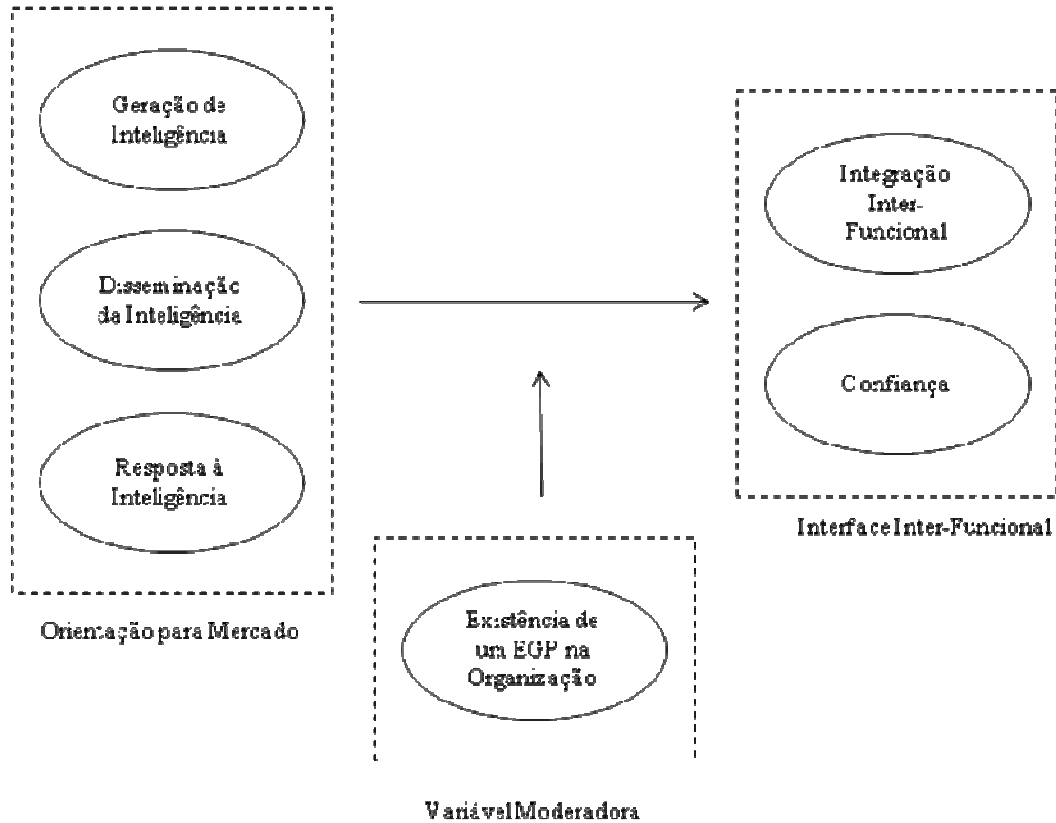 Geração de
Inteligência
Disseminação
da Inteligência
Resposta à
Inteligência
Orientação para Mercado
Integração
Inter-
Funcional
Confiança
Interface Inter-Funcional
Existência de
um EGP na
Organização
Variável Moderadora